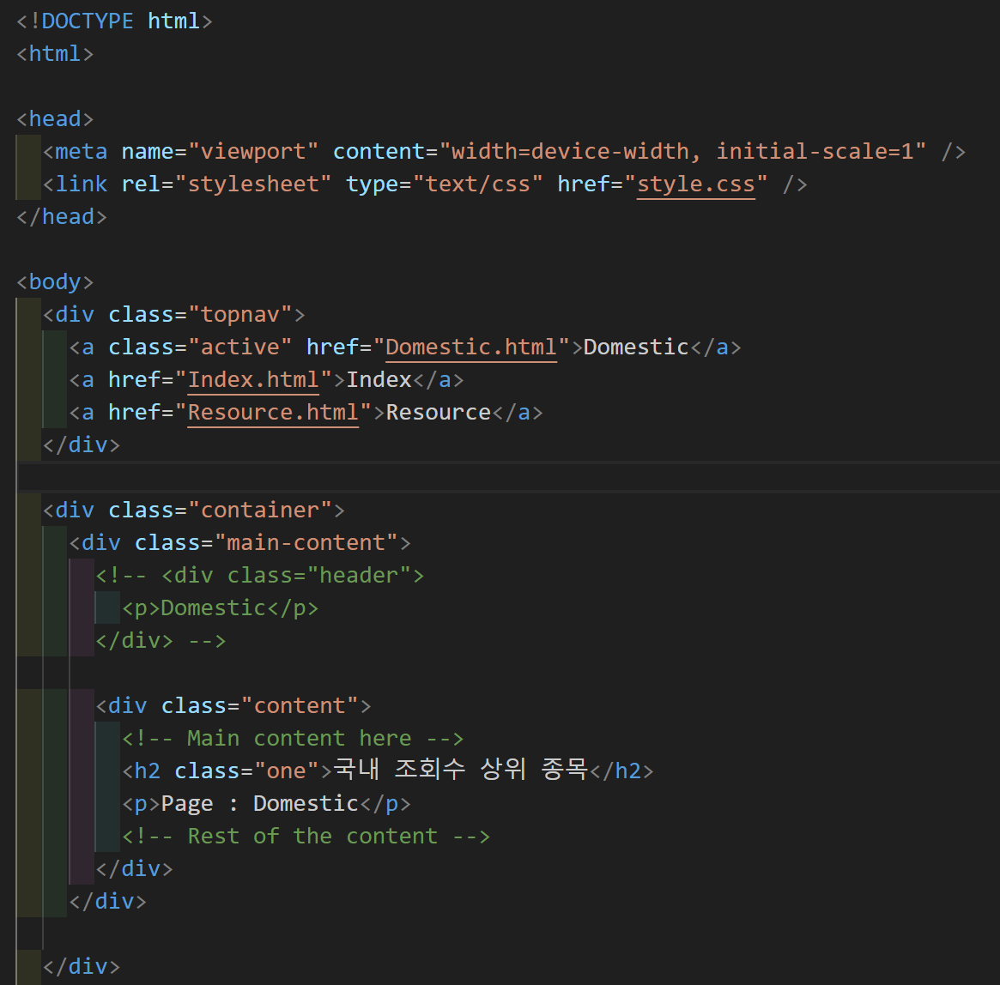 <!DOCTYPE html>
<html>
<head>
<meta name="viewport" content="width=device-width, initial-scale=1" />
<link rel="stylesheet" type="text/css" href="style.css" />
</head>
<body>
<div class="topnav">
<a class="active" href="Domestic.html">Domestic</a>
<a href="Index.html">Index</a>
<a href="Resource.html">Resource</a>
</div>
<div class="container">
<div class="main-content">
<!-- <div class="header">
<p>Domestic</p>
</div> -->
<div class="content">
<!-- Main content here -->
<h2 class="one">국내 조회수 상위 종목</h2>
<p>Page : Domestic</p>
<!-- Rest of the content -->
</div>
</div>
</div>